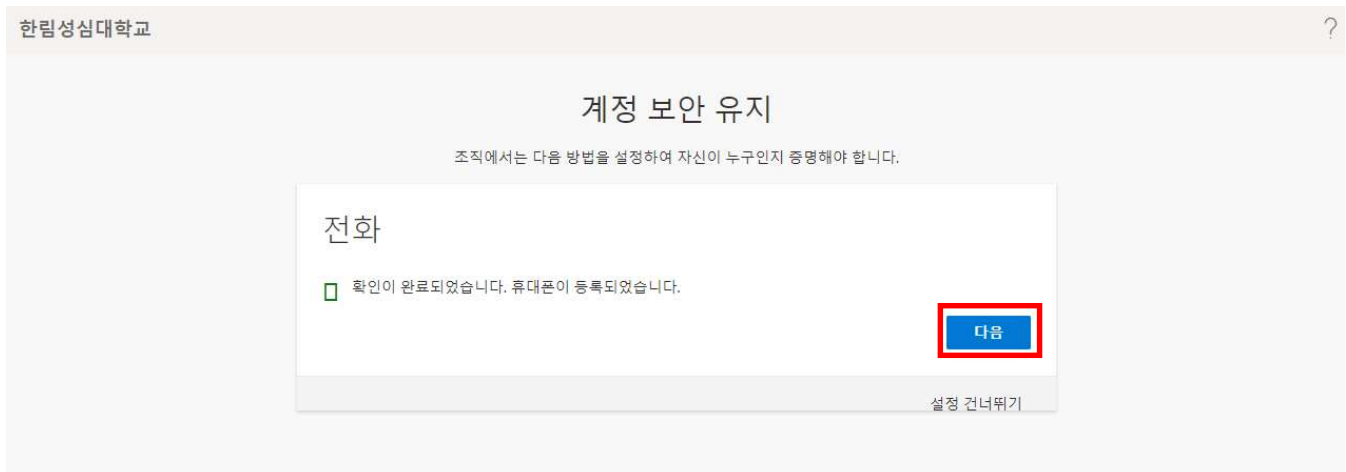 한림성심대학교
?
계정 보안 유지
조직에서는 다음 방법을 설정하여 자신이 누구인지 증명해야 합니다.
전화
확인이 완료되었습니다. 휴대폰이 등록되었습니다.
다음
설정 건너뛰기